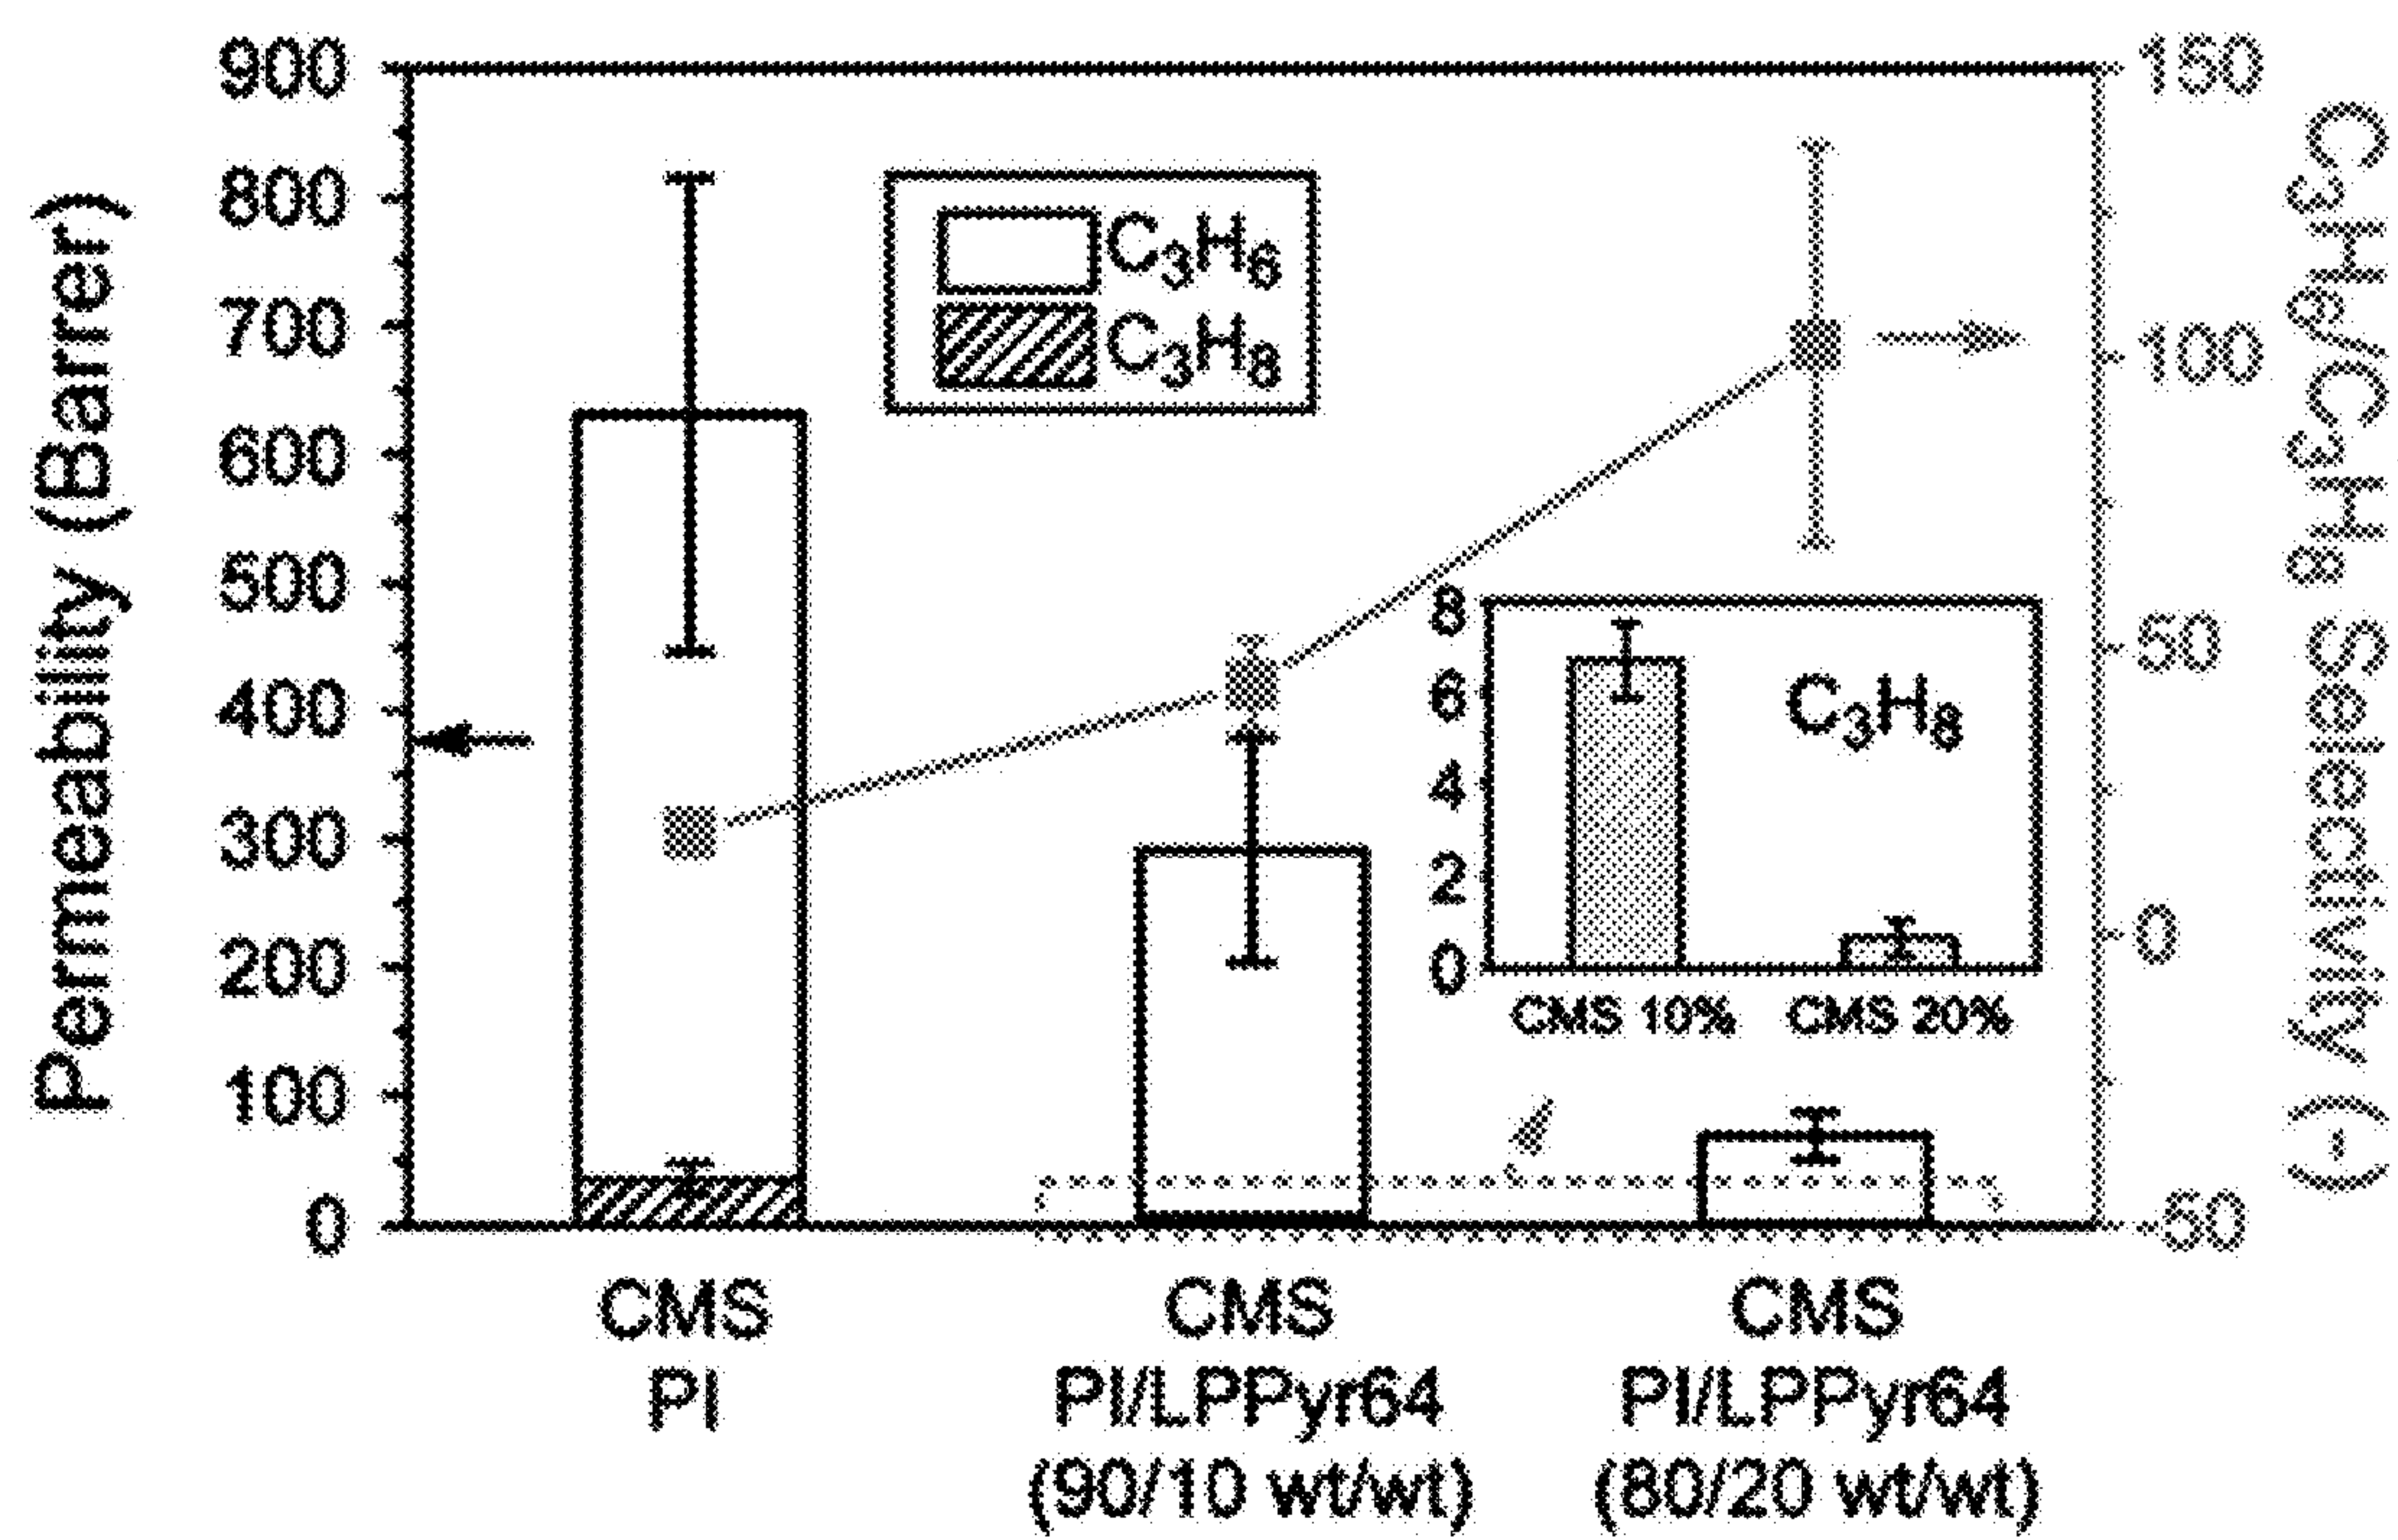 Permeability (Barrer)
900
800
700
600
500
400
300
200
100
0
C₃H₆
C₃H₈
8
6
4
2
0
C₃H₈
CMS 10%
CMS 20%
150
100
50
0
-50
C₃H₆/C₃H₈ Selectivity (-)
CMS
PI
CMS
PI/LPPyr64
(90/10 wt/wt)
CMS
PI/LPPyr64
(80/20 wt/wt)